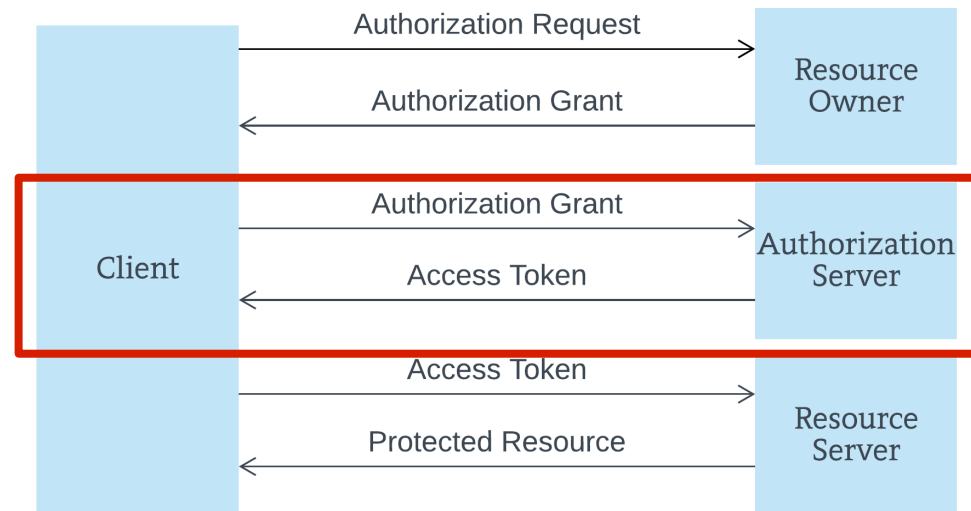 Authorization Request
Resource
Owner
Authorization Grant
Authorization Grant
Client
Authorization
Server
Access Token
Access Token
Resource
Server
Protected Resource